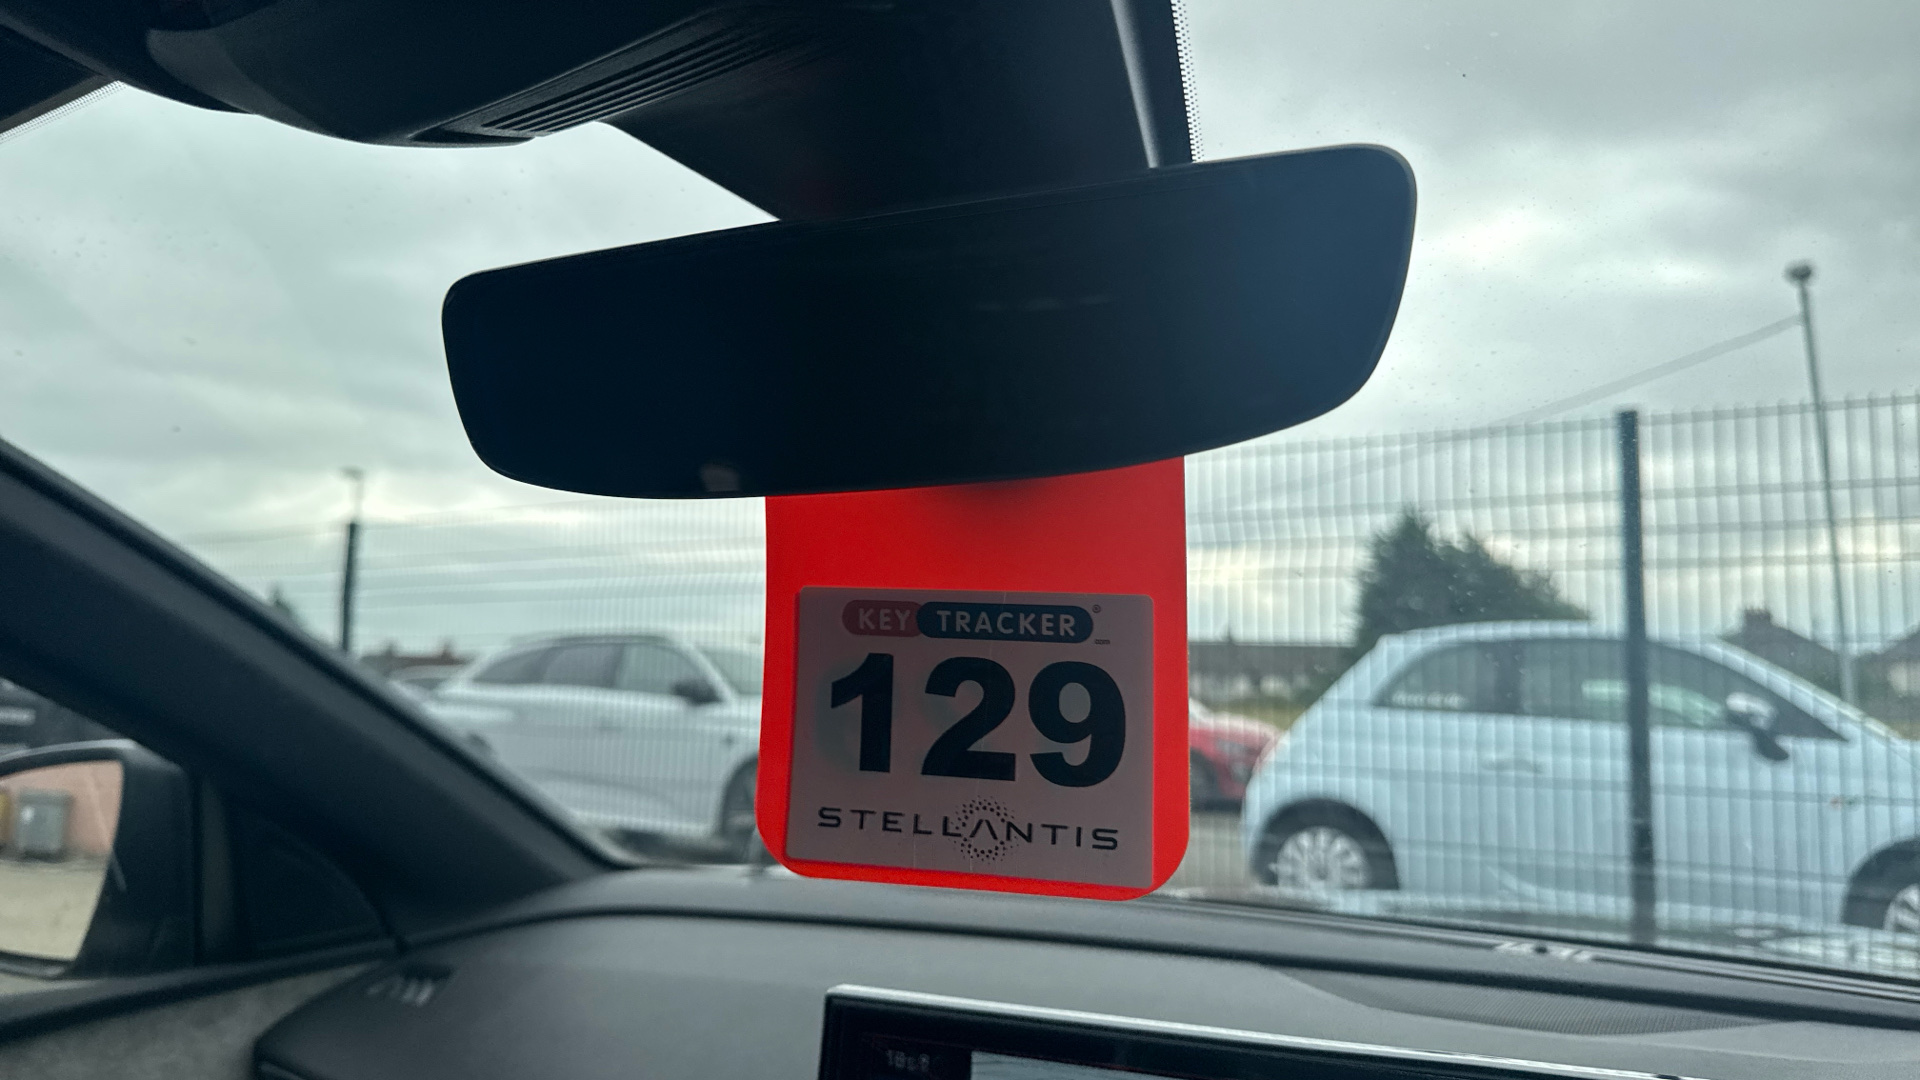 KEY TRACKER®
129
STELLANTIS